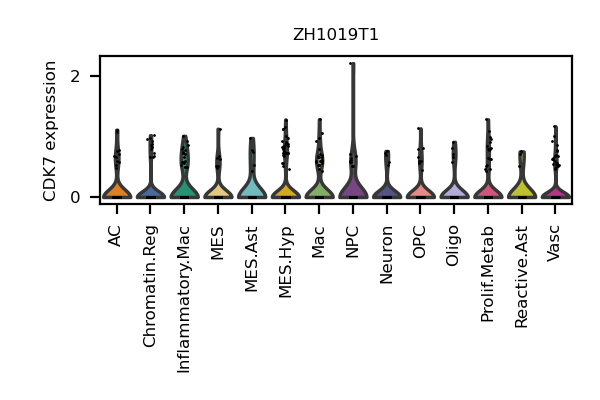 ZH1019T1
CDK7 expression
2
0
AC
Chromatin.Reg
Inflammatory.Mac
MES
MES.Ast
MES.Hyp
Mac
NPC
Neuron
OPC
Oligo
Prolif.Metab
Reactive.Ast
Vasc